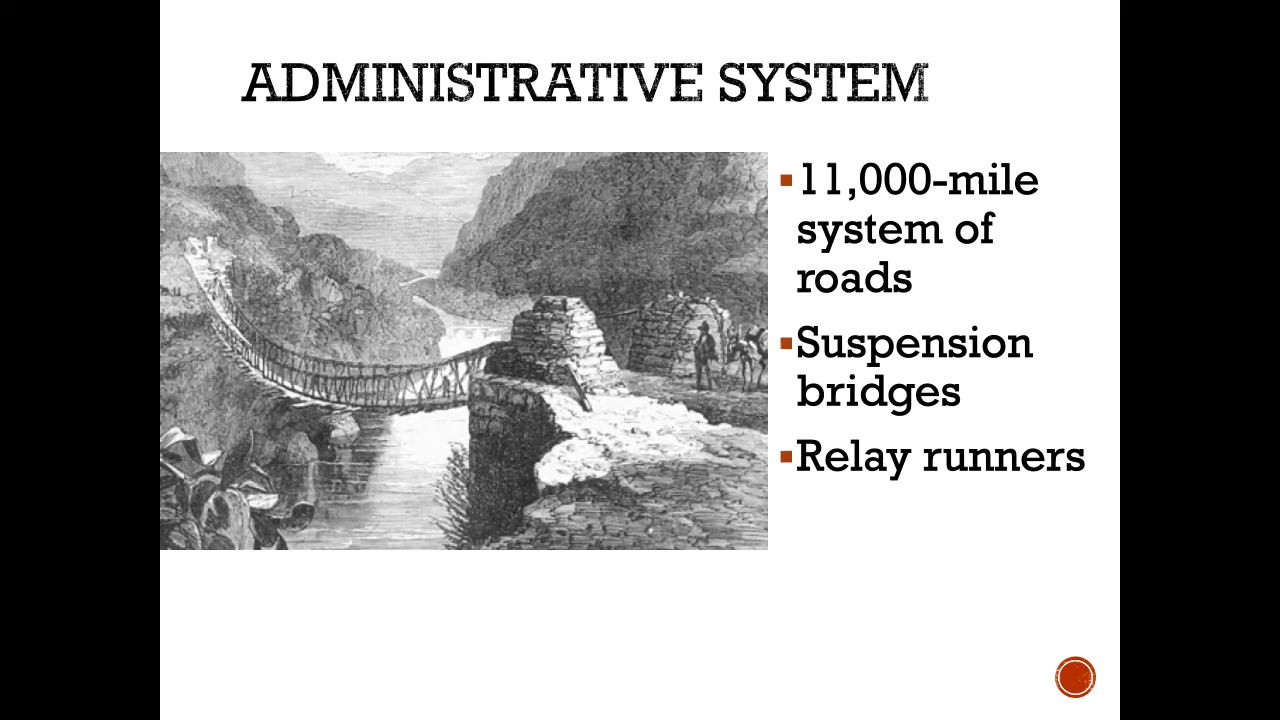 ADMINISTRATIVE SYSTEM
▪11,000-mile
system of
roads
▪Suspension
bridges
▪Relay runners